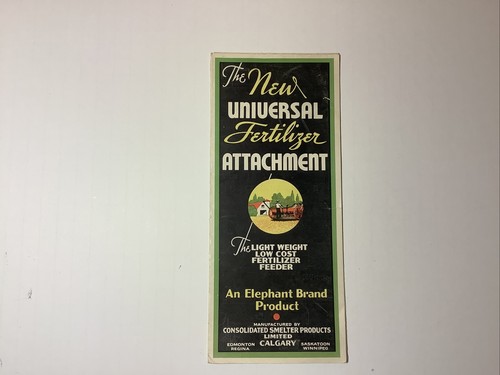 The New
UNIVERSAL
Fertilizer
ATTACHMENT
The LIGHT WEIGHT
LOW COST
FERTILIZER
FEEDER
An Elephant Brand
Product
MANUFACTURED BY
CONSOLIDATED SMELTER PRODUCTS
LIMITED
EDMONTON CALGARY SASKATOON
REGINA WINNIPEG